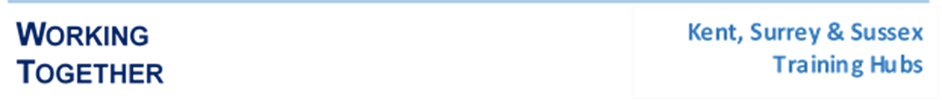 WORKING
TOGETHER
Kent, Surrey & Sussex
Training Hubs